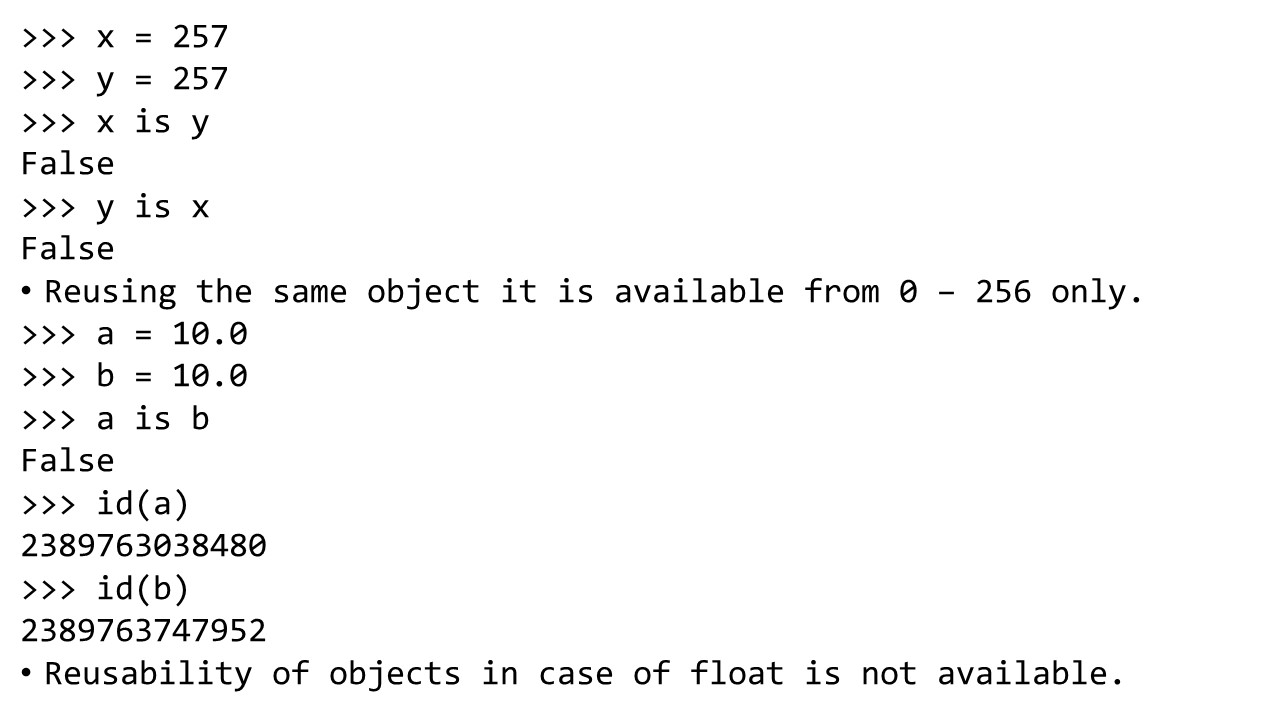 >>> x = 257
>>> y = 257
>>> x is y
False
>>> y is x
False
• Reusing the same object it is available from 0 – 256 only.
>>> a = 10.0
>>> b = 10.0
>>> a is b
False
>>> id(a)
2389763038480
>>> id(b)
2389763747952
• Reusability of objects in case of float is not available.